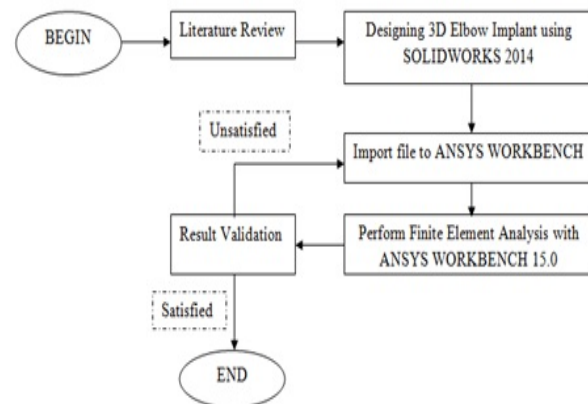 BEGIN
Literature Review
Designing 3D Elbow Implant using
SOLIDWORKS 2014
Unsatisfied
Import file to ANSYS WORKBENCH
Result Validation
Perform Finite Element Analysis with
ANSYS WORKBENCH 15.0
Satisfied
END